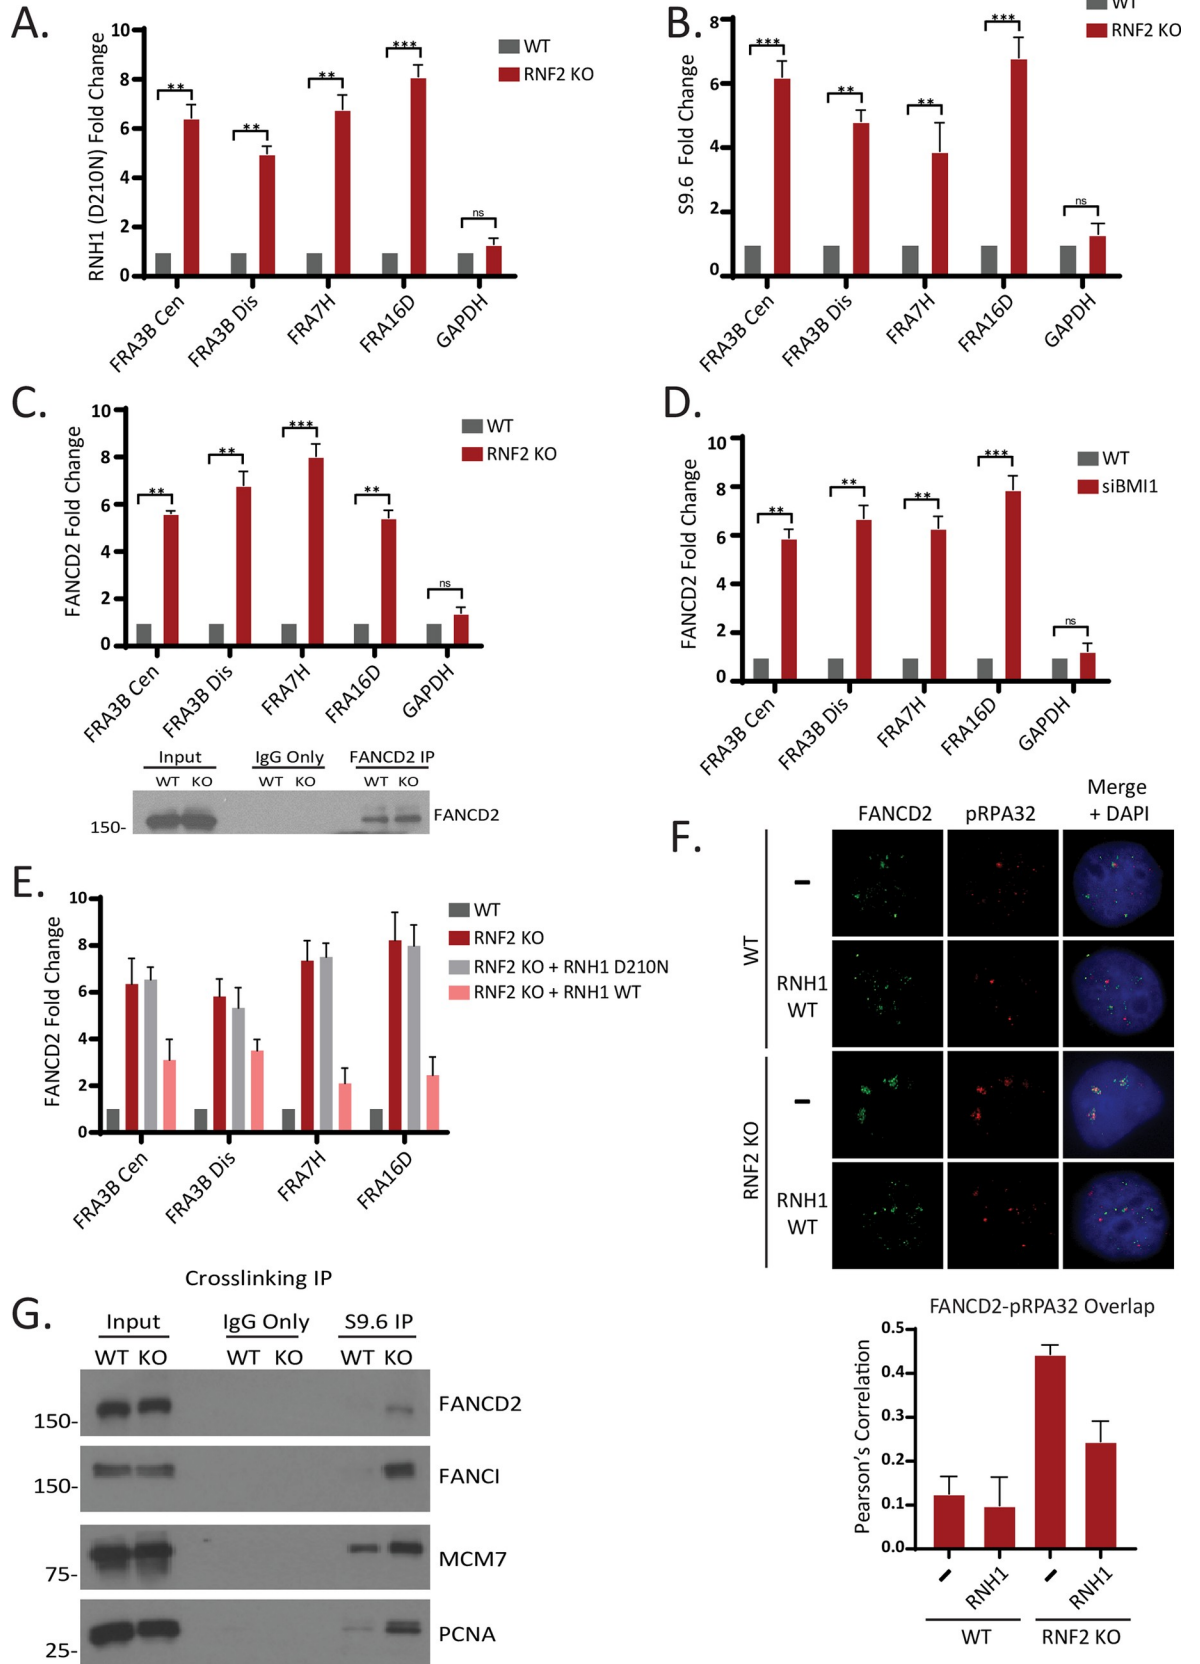 A.
RNH1 (D210N) Fold Change
10
8
6
4
2
0
**
**
**
***
ns
WT
RNF2 KO
FRA3B Cen
FRA3B Dis
FRA7H
FRA16D
GAPDH
B.
S9.6 Fold Change
8
6
4
2
0
***
**
**
***
ns
WT
RNF2 KO
FRA3B Cen
FRA3B Dis
FRA7H
FRA16D
GAPDH
C.
FANCD2 Fold Change
10
8
6
4
2
0
**
**
***
**
ns
WT
RNF2 KO
FRA3B Cen
FRA3B Dis
FRA7H
FRA16D
GAPDH
Input IgG Only FANCD2 IP
WT KO WT KO WT KO
150-
FANCD2
D.
FANCD2 Fold Change
10
8
6
4
2
0
**
**
**
***
ns
WT
siBMI1
FRA3B Cen
FRA3B Dis
FRA7H
FRA16D
GAPDH
E.
FANCD2 Fold Change
10
8
6
4
2
0
WT
RNF2 KO
RNF2 KO + RNH1 D210N
RNF2 KO + RNH1 WT
FRA3B Cen
FRA3B Dis
FRA7H
FRA16D
F.
FANCD2 pRPA32 Merge
+ DAPI
WT
–
RNH1
WT
RNF2 KO
–
RNH1
WT
FANCD2-pRPA32 Overlap
Pearson's Correlation
0.5
0.4
0.3
0.2
0.1
0.0
–
RNH1
–
RNH1
WT RNF2 KO
Crosslinking IP
G.
Input IgG Only S9.6 IP
WT KO WT KO WT KO
150-
FANCD2
150-
FANCI
75-
MCM7
25-
PCNA